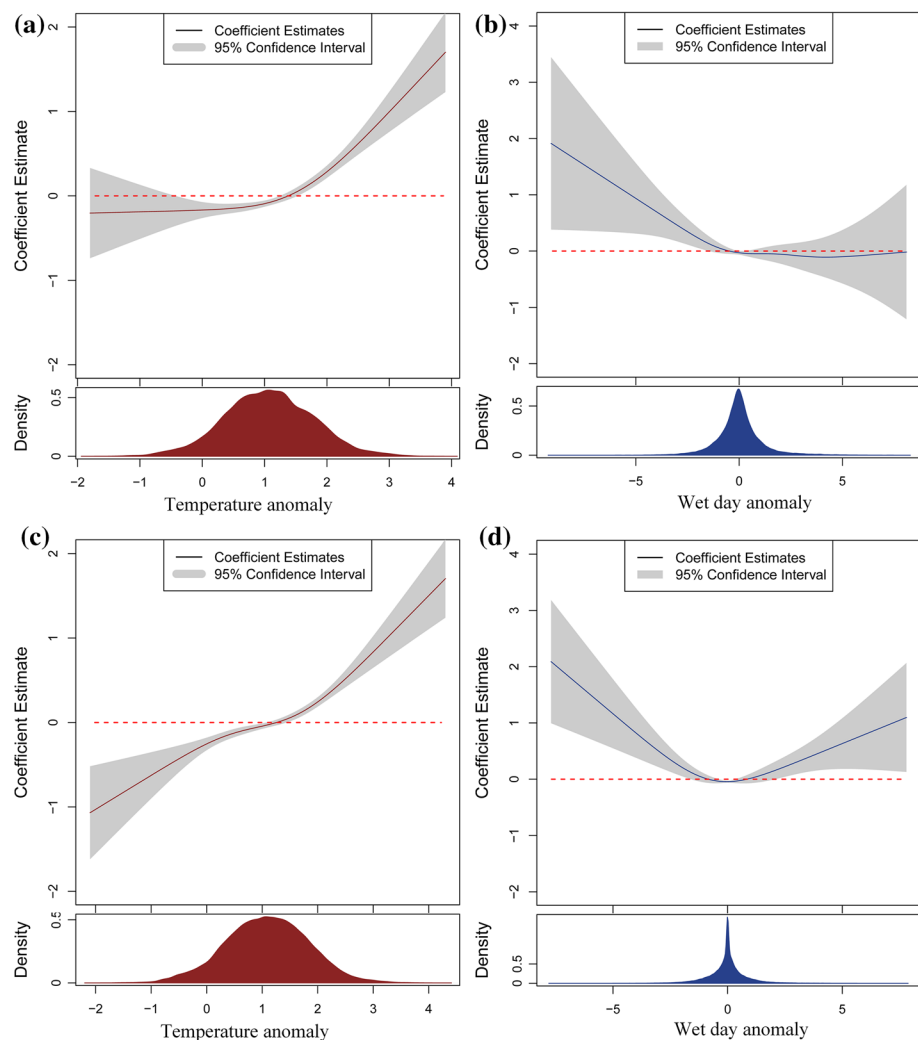 (a)
Coefficient Estimates
95% Confidence Interval
Coefficient Estimate
2
1
0
−1
−2
Density
0.5
0
−2 −1 0 1 2 3 4
Temperature anomaly
(b)
Coefficient Estimates
95% Confidence Interval
Coefficient Estimate
4
3
2
1
0
−1
−2
Density
0.5
0
−5 0 5
Wet day anomaly
(c)
Coefficient Estimates
95% Confidence Interval
Coefficient Estimate
2
1
0
−1
−2
Density
0.5
0
−2 −1 0 1 2 3 4
Temperature anomaly
(d)
Coefficient Estimates
95% Confidence Interval
Coefficient Estimate
4
3
2
1
0
−1
−2
Density
0.5
0
−5 0 5
Wet day anomaly